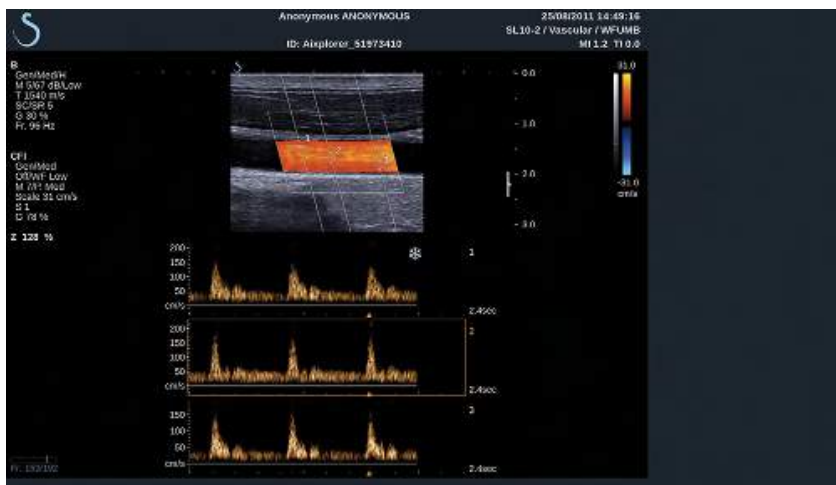 Anonymous ANONYMOUS
25/08/2011 14:49:16
SL10-2 / Vascular / WFUMB
ID: Aixplorer_51973410
MI 1.2 TI 0.0
B
Gen/Med/H
M 5/67 dB/Low
T 1540 m/s
SC/SR 5
G 30 %
Fr. 96 Hz
CFI
Gen/Med
Off/WF Low
Scale 31 cm/s
S 1
G 78 %
Z 128 %
0.0
1.0
2.0
3.0
31.0
-31.0
cm/s
1
2
3
200
150
100
50
cm/s
1
2.4sec
200
150
100
50
cm/s
2
2.4sec
150
100
50
cm/s
3
2.4sec